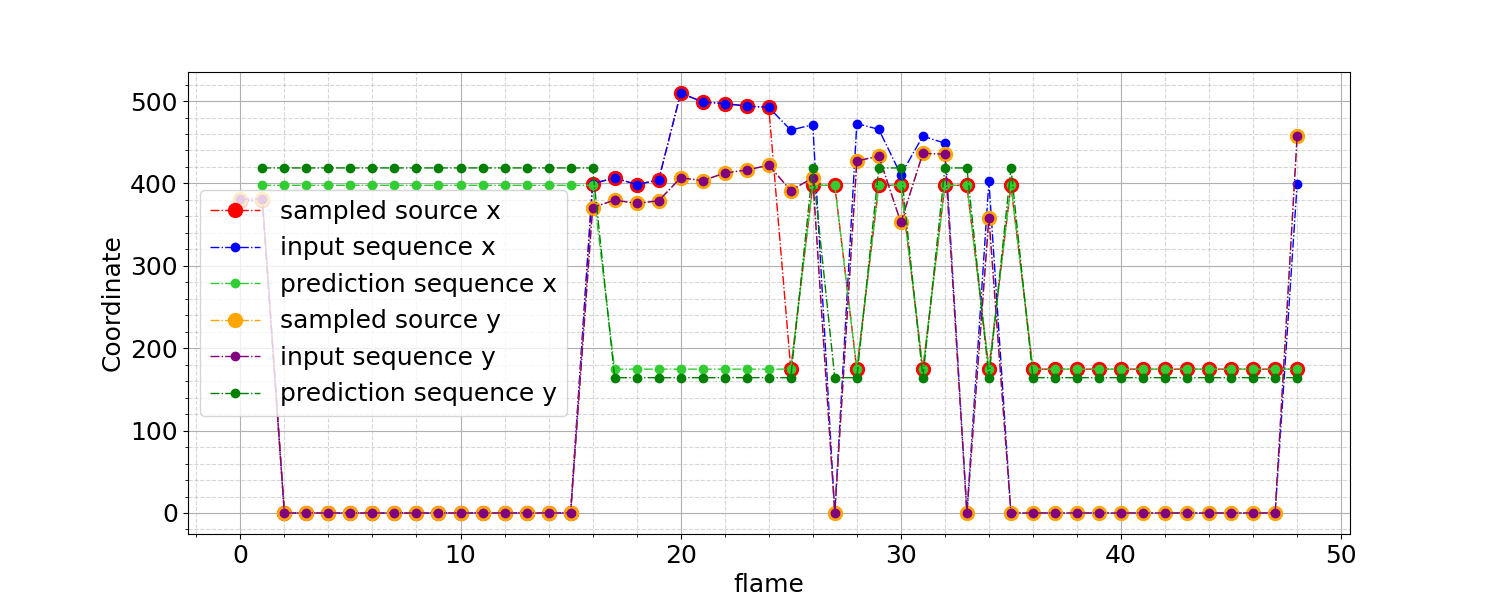 500
400
300
200
100
0
Coordinate
sampled source x
input sequence x
prediction sequence x
sampled source y
input sequence y
prediction sequence y
0 10 20 30 40 50
flame